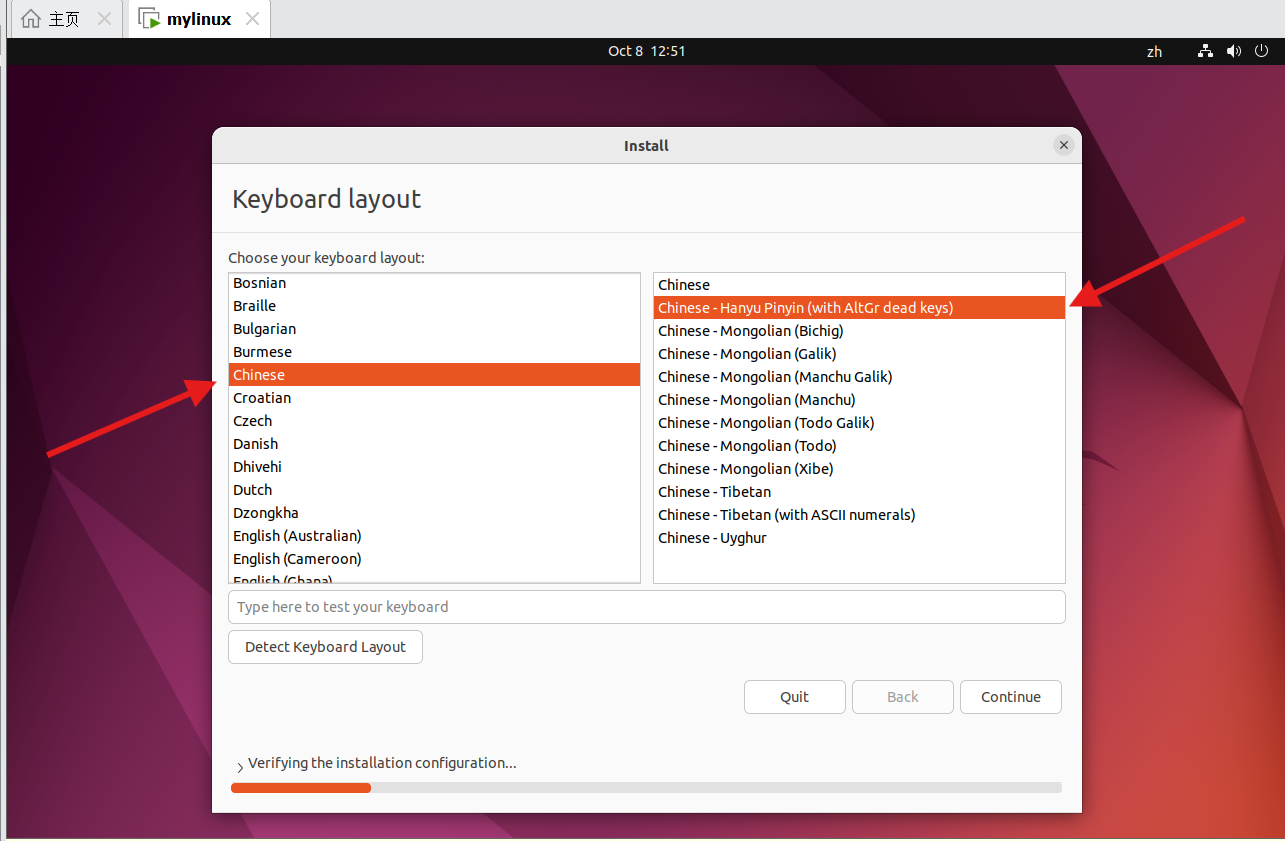 主页
mylinux
Oct 8 12:51
zh
Install
Keyboard layout
Choose your keyboard layout:
Bosnian
Braille
Bulgarian
Burmese
Chinese
Croatian
Czech
Danish
Dhivehi
Dutch
Dzongkha
English (Australian)
English (Cameroon)
English (Ghana)
Chinese
Chinese - Hanyu Pinyin (with AltGr dead keys)
Chinese - Mongolian (Bichig)
Chinese - Mongolian (Galik)
Chinese - Mongolian (Manchu Galik)
Chinese - Mongolian (Manchu)
Chinese - Mongolian (Todo Galik)
Chinese - Mongolian (Todo)
Chinese - Mongolian (Xibe)
Chinese - Tibetan
Chinese - Tibetan (with ASCII numerals)
Chinese - Uyghur
Type here to test your keyboard
Detect Keyboard Layout
Quit
Back
Continue
Verifying the installation configuration...